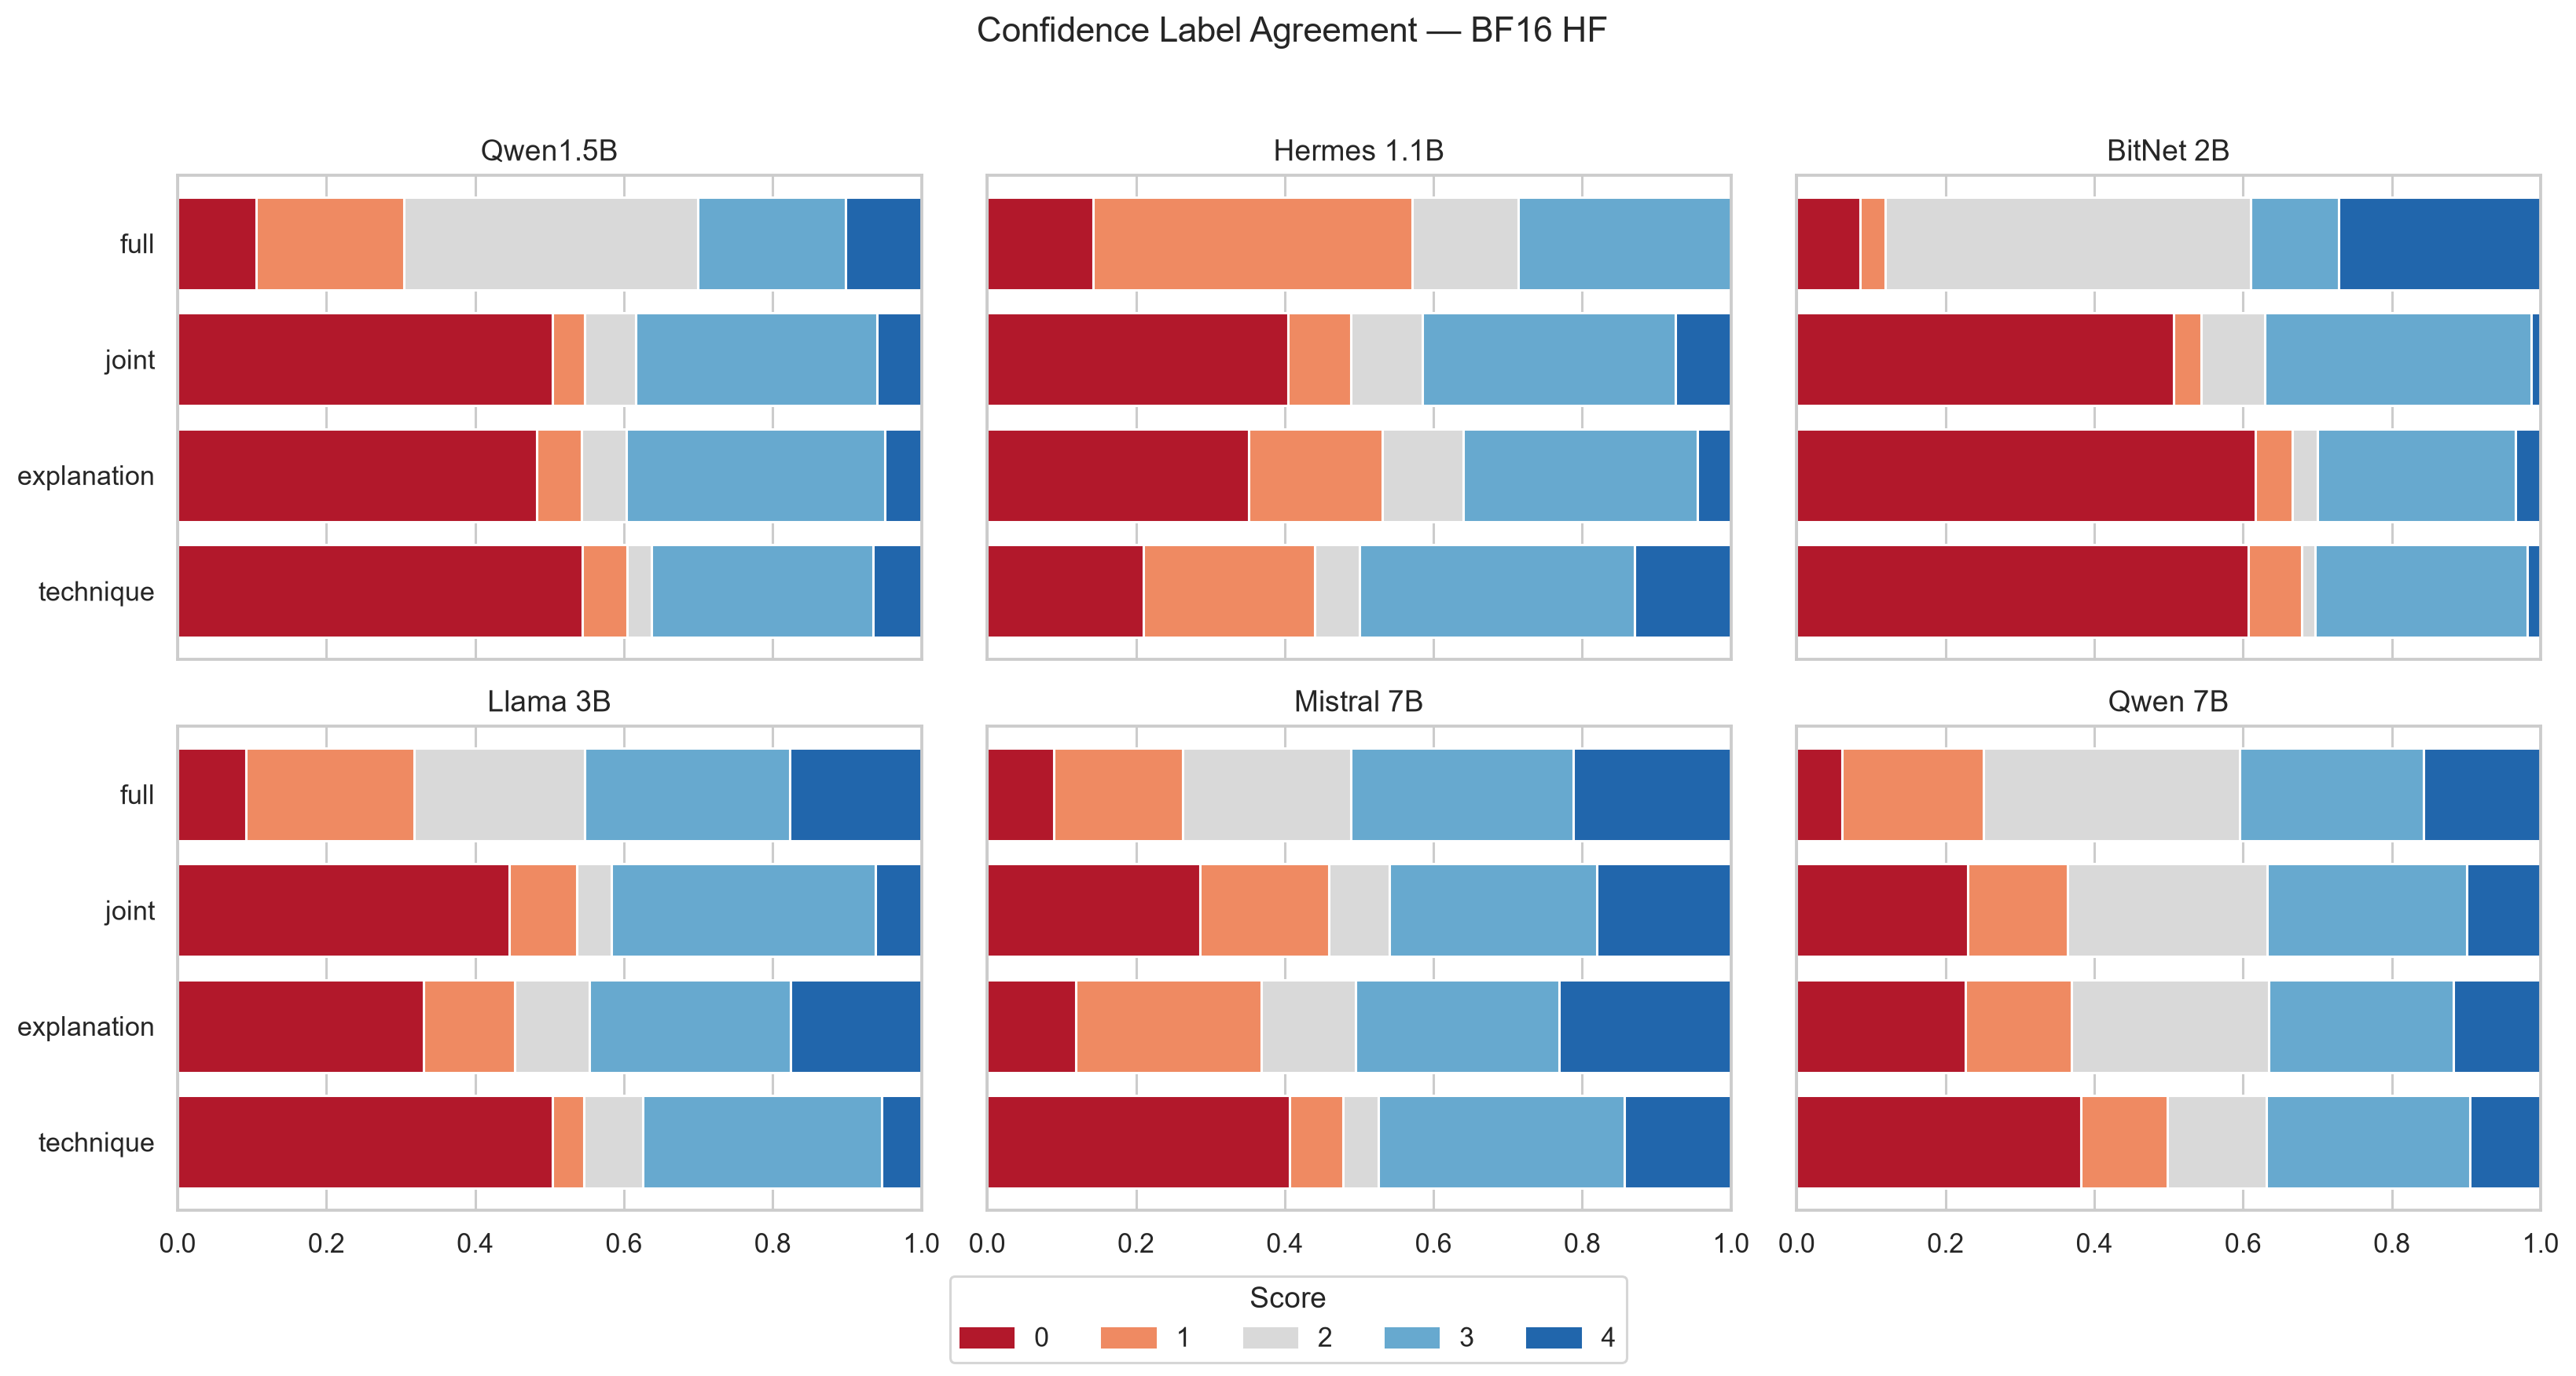 Confidence Label Agreement — BF16 HF
Qwen1.5B
Hermes 1.1B
BitNet 2B
full
joint
explanation
technique
Llama 3B
Mistral 7B
Qwen 7B
full
joint
explanation
technique
0.0 0.2 0.4 0.6 0.8 1.0
0.0 0.2 0.4 0.6 0.8 1.0
0.0 0.2 0.4 0.6 0.8 1.0
Score
0 1 2 3 4